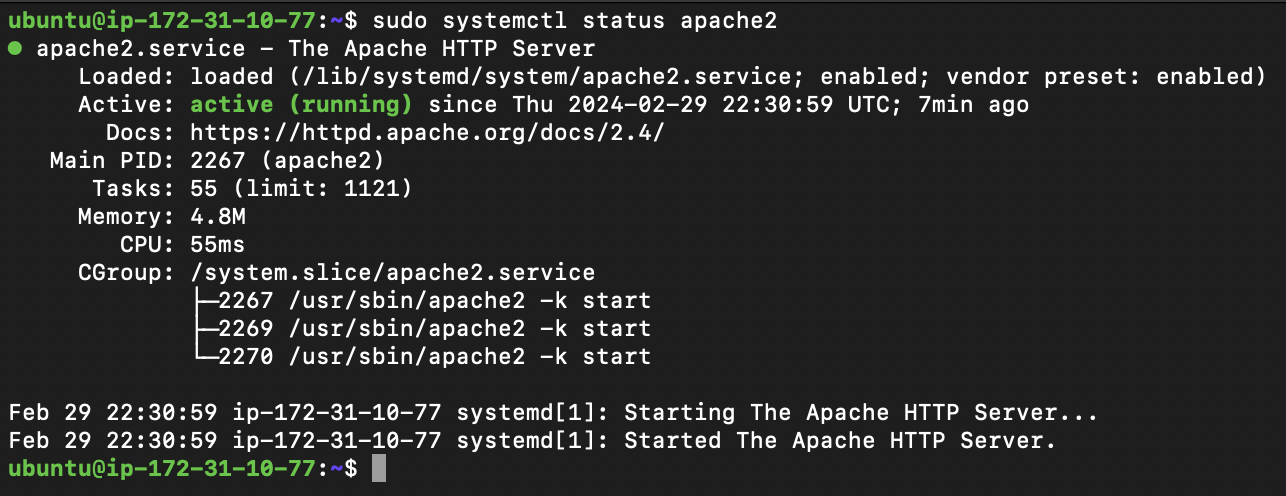 ubuntu@ip-172-31-10-77:~$ sudo systemctl status apache2
● apache2.service - The Apache HTTP Server
     Loaded: loaded (/lib/systemd/system/apache2.service; enabled; vendor preset: enabled)
     Active: active (running) since Thu 2024-02-29 22:30:59 UTC; 7min ago
       Docs: https://httpd.apache.org/docs/2.4/
   Main PID: 2267 (apache2)
      Tasks: 55 (limit: 1121)
     Memory: 4.8M
        CPU: 55ms
     CGroup: /system.slice/apache2.service
             ├─2267 /usr/sbin/apache2 -k start
             ├─2269 /usr/sbin/apache2 -k start
             └─2270 /usr/sbin/apache2 -k start
Feb 29 22:30:59 ip-172-31-10-77 systemd[1]: Starting The Apache HTTP Server...
Feb 29 22:30:59 ip-172-31-10-77 systemd[1]: Started The Apache HTTP Server.
ubuntu@ip-172-31-10-77:~$